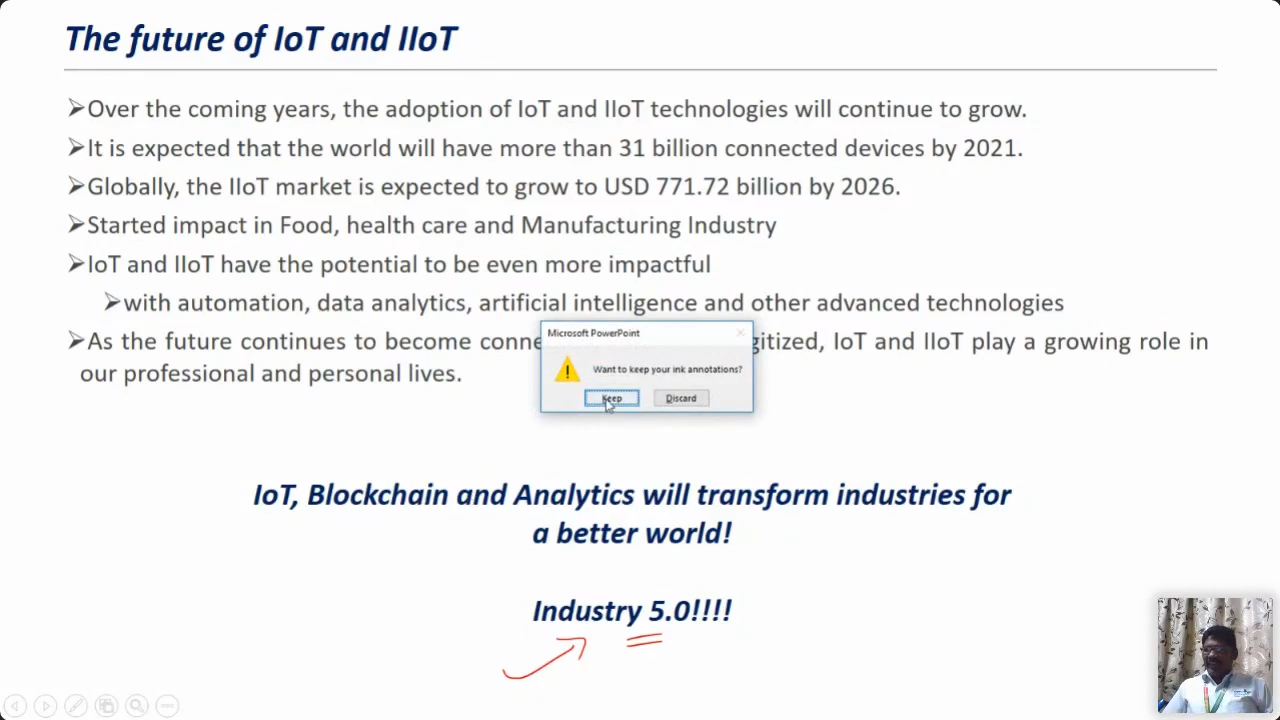 The future of IoT and IIoT
➢Over the coming years, the adoption of IoT and IIoT technologies will continue to grow.
➢It is expected that the world will have more than 31 billion connected devices by 2021.
➢Globally, the IIoT market is expected to grow to USD 771.72 billion by 2026.
➢Started impact in Food, health care and Manufacturing Industry
➢IoT and IIoT have the potential to be even more impactful
➢with automation, data analytics, artificial intelligence and other advanced technologies
➢As the future continues to become conne gitized, IoT and IIoT play a growing role in
our professional and personal lives.
Microsoft PowerPoint
Want to keep your ink annotations?
Keep Discard
IoT, Blockchain and Analytics will transform industries for
a better world!
Industry 5.0!!!!